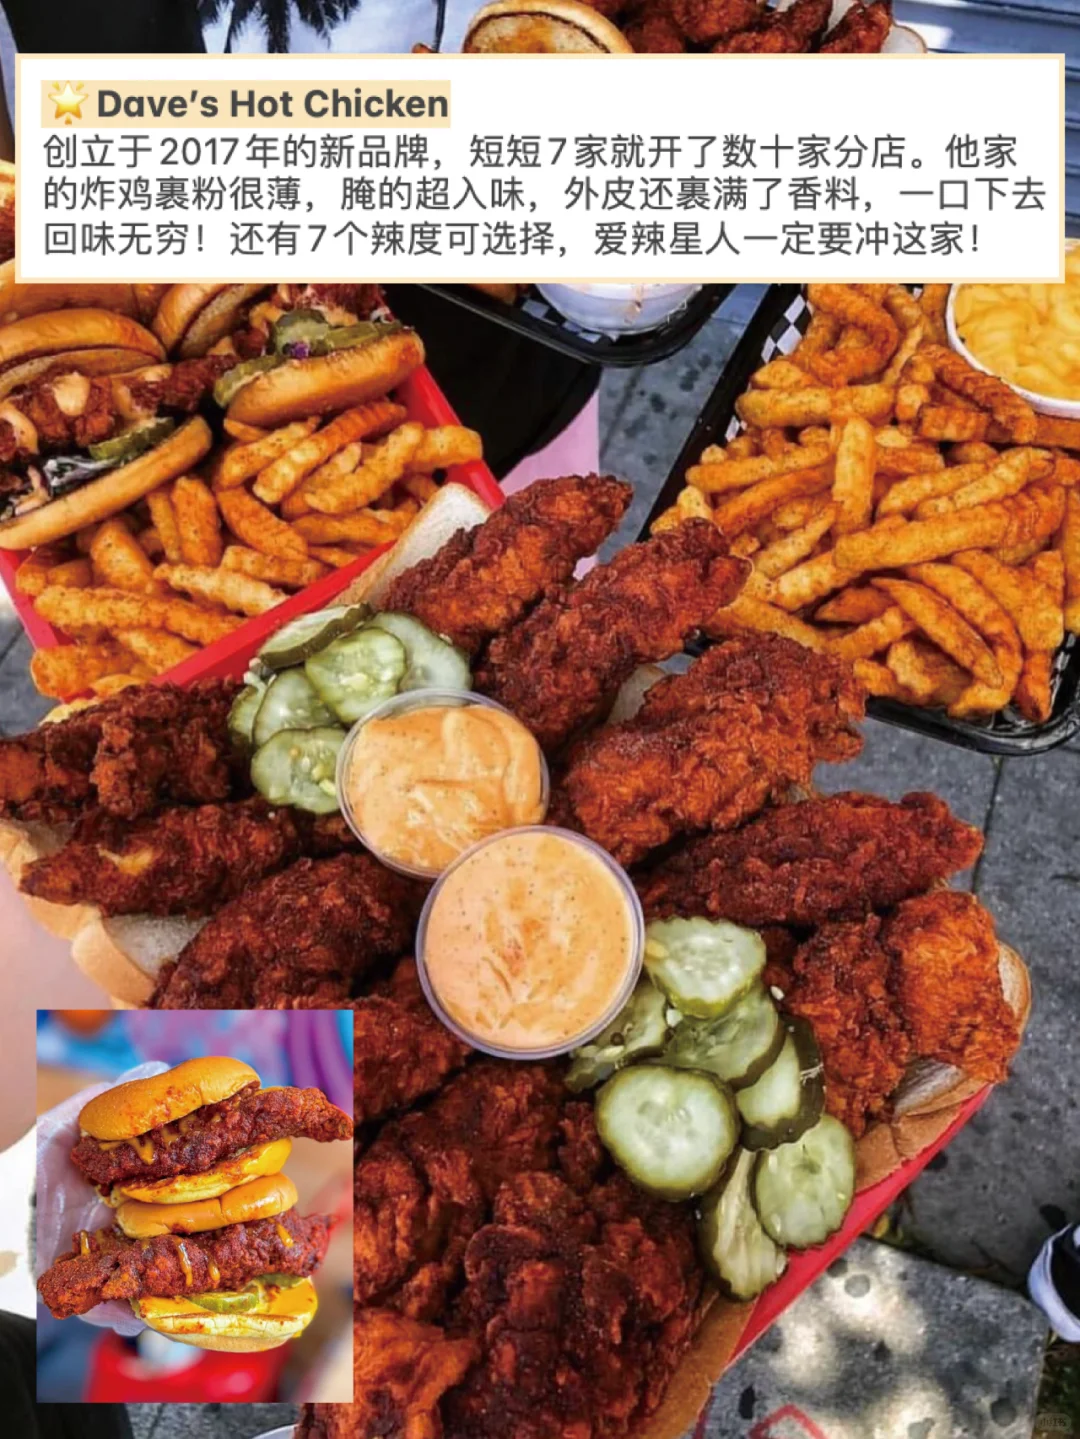 🌟Dave's Hot Chicken
创立于2017年的新品牌，短短7家就开了数十家分店。他家
的炸鸡裹粉很薄，腌的超入味，外皮还裹满了香料，一口下去
回味无穷！还有7个辣度可选择，爱辣星人一定要冲这家！